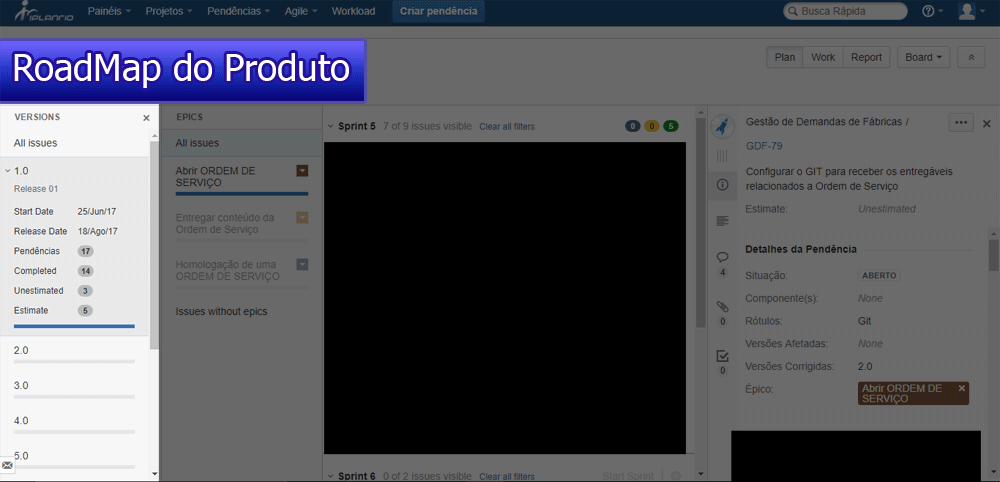 IPLANRIO
Painéis Projetos Pendências Agile Workload Criar pendência Busca Rápida
RoadMap do Produto
Plan Work Report Board
VERSIONS
All issues
1.0
Release 01
Start Date 25/Jun/17
Release Date 18/Ago/17
Pendências 17
Completed 14
Unestimated 3
Estimate 5
2.0
3.0
4.0
5.0
EPICS
All issues
Abrir ORDEM DE
SERVIÇO
Entregar conteúdo da
Ordem de Serviço
Homologação de uma
ORDEM DE SERVIÇO
Issues without epics
Sprint 5 7 of 9 issues visible Clear all filters 0 0 5
Sprint 6 0 of 2 issues visible Clear all filters Start Sprint
4
0
0
Gestão de Demandas de Fábricas /
GDF-79
Configurar o GIT para receber os entregáveis
relacionados a Ordem de Serviço
Estimate: Unestimated
Detalhes da Pendência
Situação: ABERTO
Componente(s): None
Rótulos: Git
Versões Afetadas: None
Versões Corrigidas: 2.0
Épico: Abrir ORDEM DE
SERVIÇO